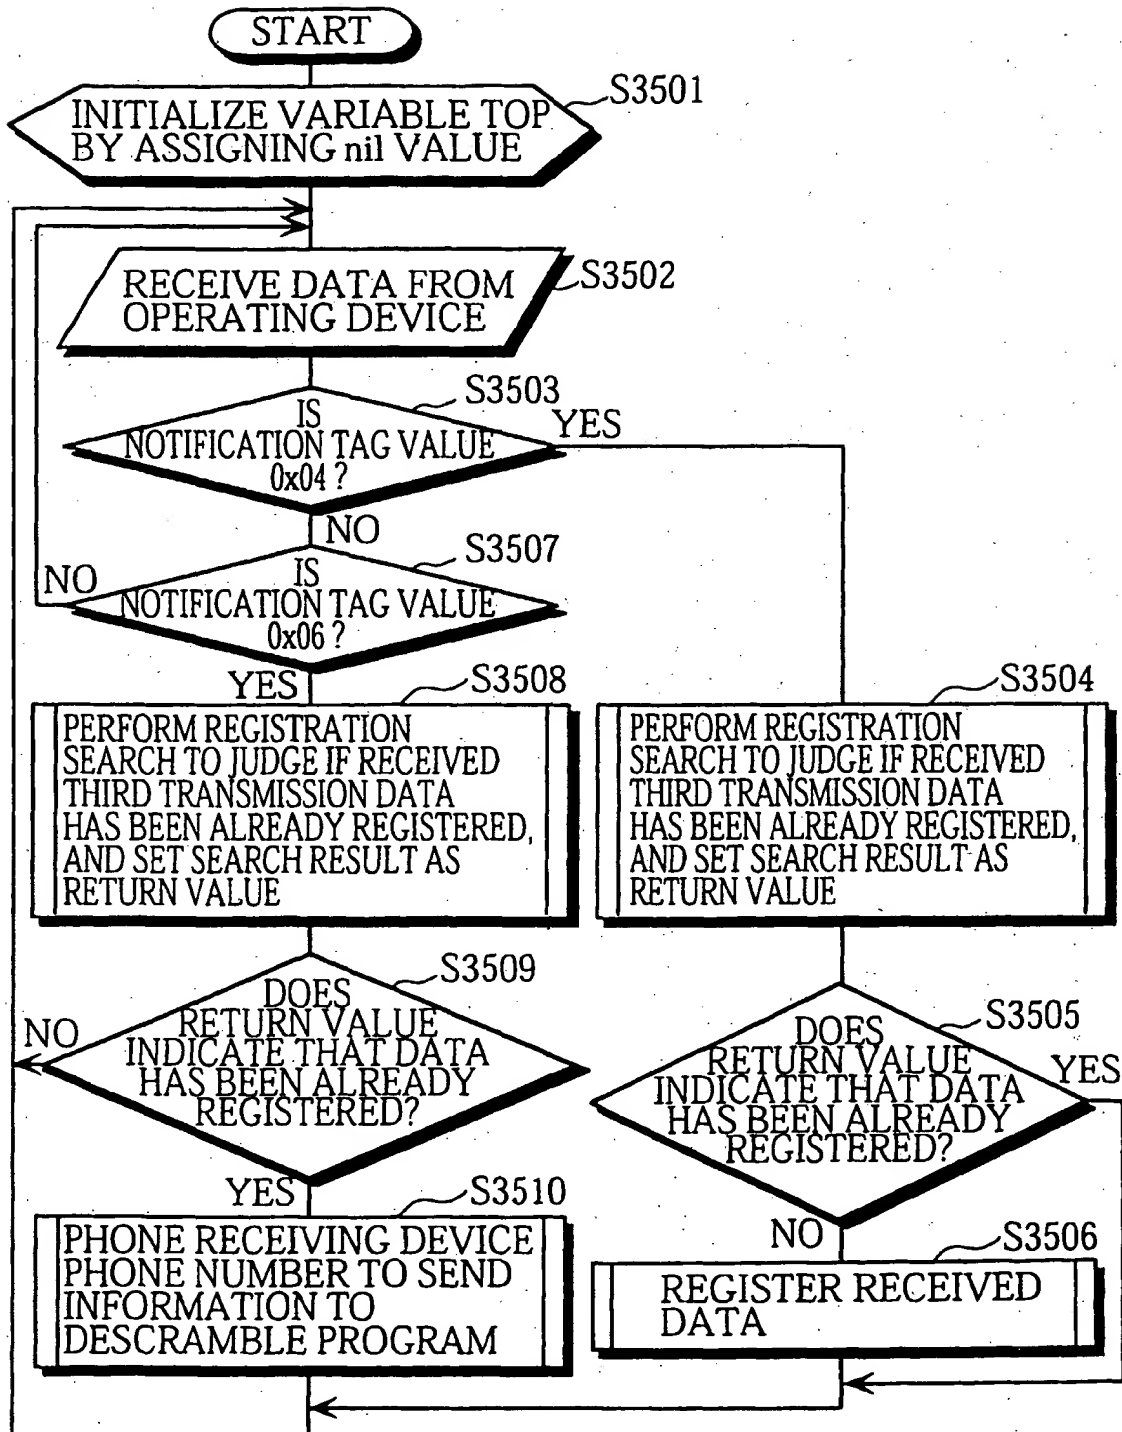 START
S3501
INITIALIZE VARIABLE TOP
BY ASSIGNING nil VALUE
S3502
RECEIVE DATA FROM
OPERATING DEVICE
S3503
IS
NOTIFICATION TAG VALUE
0x04 ?
YES
NO
S3507
IS
NOTIFICATION TAG VALUE
0x06 ?
NO
YES
S3508
PERFORM REGISTRATION
SEARCH TO JUDGE IF RECEIVED
THIRD TRANSMISSION DATA
HAS BEEN ALREADY REGISTERED,
AND SET SEARCH RESULT AS
RETURN VALUE
S3504
PERFORM REGISTRATION
SEARCH TO JUDGE IF RECEIVED
THIRD TRANSMISSION DATA
HAS BEEN ALREADY REGISTERED,
AND SET SEARCH RESULT AS
RETURN VALUE
S3509
DOES
RETURN VALUE
INDICATE THAT DATA
HAS BEEN ALREADY
REGISTERED?
NO
YES
S3505
DOES
RETURN VALUE
INDICATE THAT DATA
HAS BEEN ALREADY
REGISTERED?
YES
NO
S3510
PHONE RECEIVING DEVICE
PHONE NUMBER TO SEND
INFORMATION TO
DESCRAMBLE PROGRAM
S3506
REGISTER RECEIVED
DATA